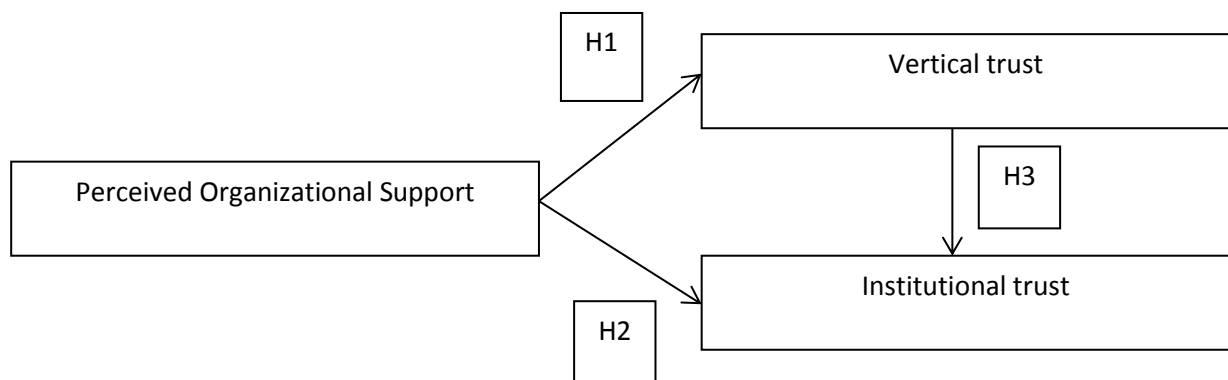 H1
Vertical trust
Perceived Organizational Support
H3
Institutional trust
H2